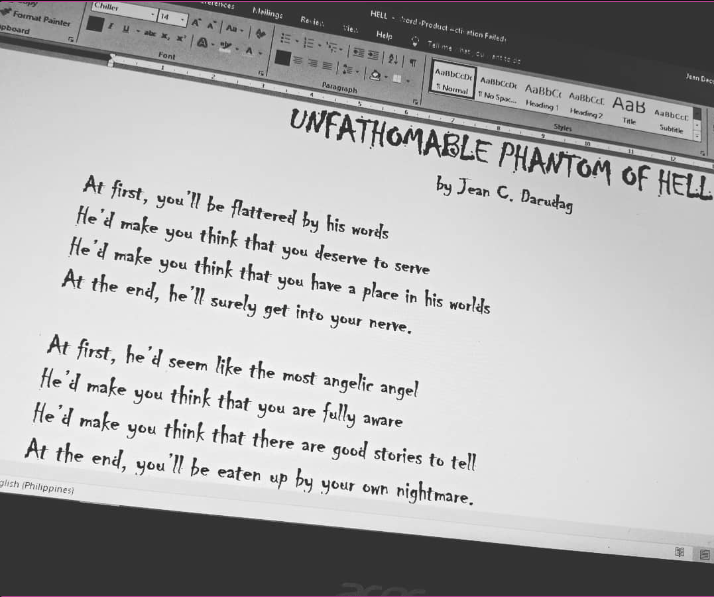 HELL - Word (Product Activation Failed)
Mailings
Review
View
Help
Tell me what you want to do
Jean Dacu
Format Painter
Chiller
14
Font
Paragraph
AaBbCcDc
AaBbCcDc
AaBbCc
AaBbCcC
AaB
AaBbCcC
¶ Normal
¶ No Spac...
Heading 1
Heading 2
Title
Subtitle
Styles
UNFATHOMABLE PHANTOM OF HELL
by Jean C. Dacudag
At first, you'll be flattered by his words
He'd make you think that you deserve to serve
He'd make you think that you have a place in his worlds
At the end, he'll surely get into your nerve.
At first, he'd seem like the most angelic angel
He'd make you think that you are fully aware
He'd make you think that there are good stories to tell
At the end, you'll be eaten up by your own nightmare.
glish (Philippines)
acer